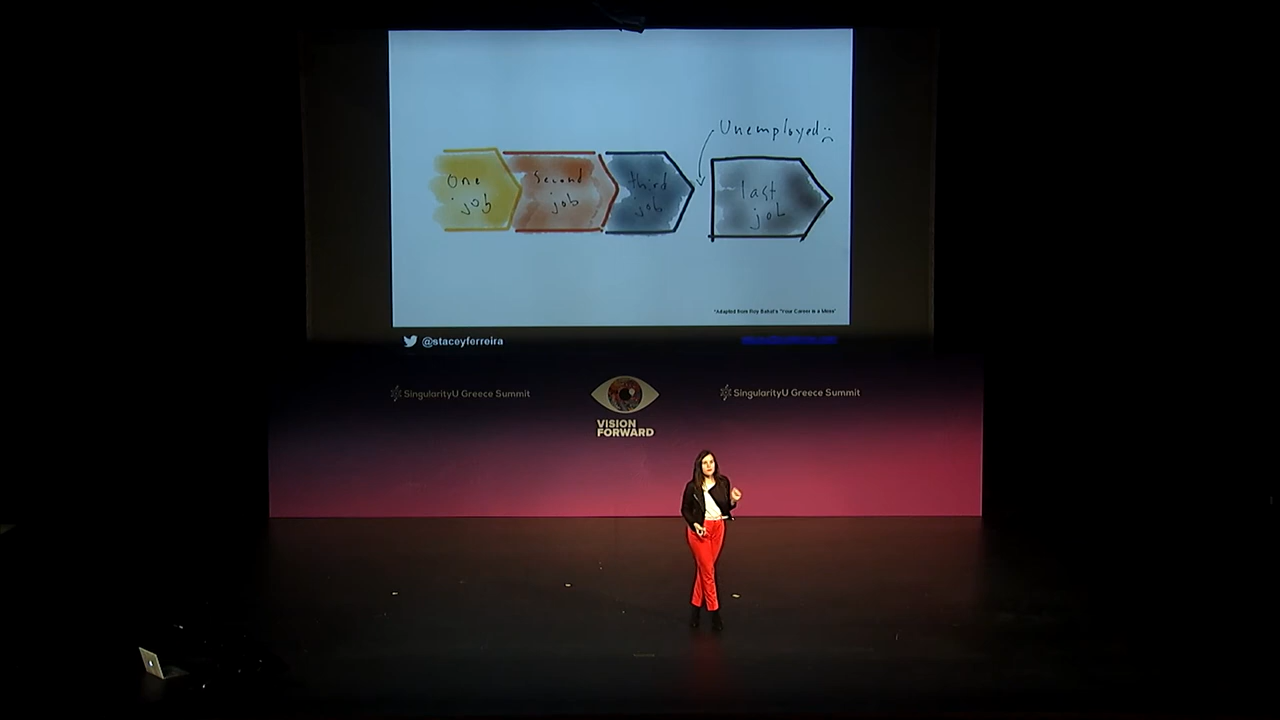 Unemployed:(
One
job
Second
job
third
job
last
job
*Adapted from Roy Bahat's "Your Career is a Movie"
@staceyferreira
SingularityU Greece Summit
SingularityU Greece Summit
VISION
FORWARD